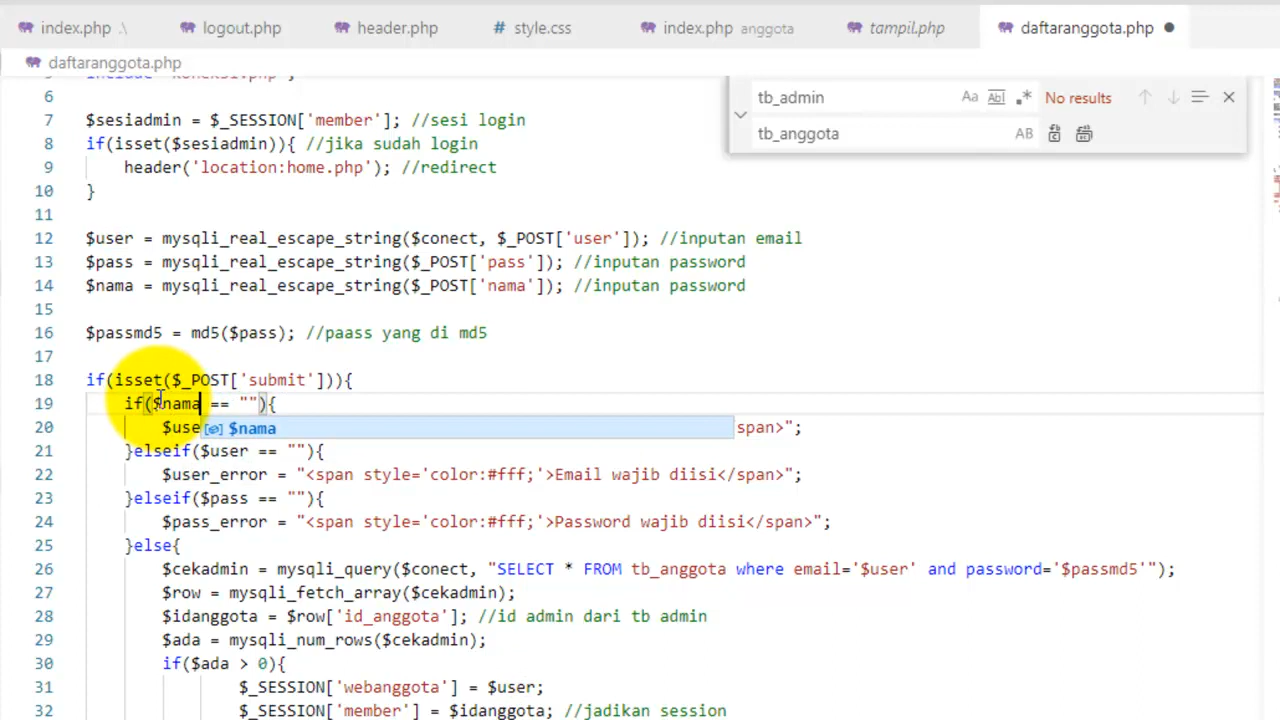 index.php .\ logout.php header.php # style.css index.php anggota tampil.php daftaranggota.php
daftaranggota.php
tb_admin Aa Abl .* No results
tb_anggota AB
6
7 $sesiadmin = $_SESSION['member']; //sesi login
8 if(isset($sesiadmin)){ //jika sudah login
9 header('location:home.php'); //redirect
10 }
11
12 $user = mysqli_real_escape_string($conect, $_POST['user']); //inputan email
13 $pass = mysqli_real_escape_string($_POST['pass']); //inputan password
14 $nama = mysqli_real_escape_string($_POST['nama']); //inputan password
15
16 $passmd5 = md5($pass); //paass yang di md5
17
18 if(isset($_POST['submit'])){
19 if($nama == ""){
20 $use span>";
$nama
21 }elseif($user == ""){
22 $user_error = "<span style='color:#fff;'>Email wajib diisi</span>";
23 }elseif($pass == ""){
24 $pass_error = "<span style='color:#fff;'>Password wajib diisi</span>";
25 }else{
26 $cekadmin = mysqli_query($conect, "SELECT * FROM tb_anggota where email='$user' and password='$passmd5'");
27 $row = mysqli_fetch_array($cekadmin);
28 $idanggota = $row['id_anggota']; //id admin dari tb admin
29 $ada = mysqli_num_rows($cekadmin);
30 if($ada > 0){
31 $_SESSION['webanggota'] = $user;
32 $_SESSION['member'] = $idanggota; //jadikan session